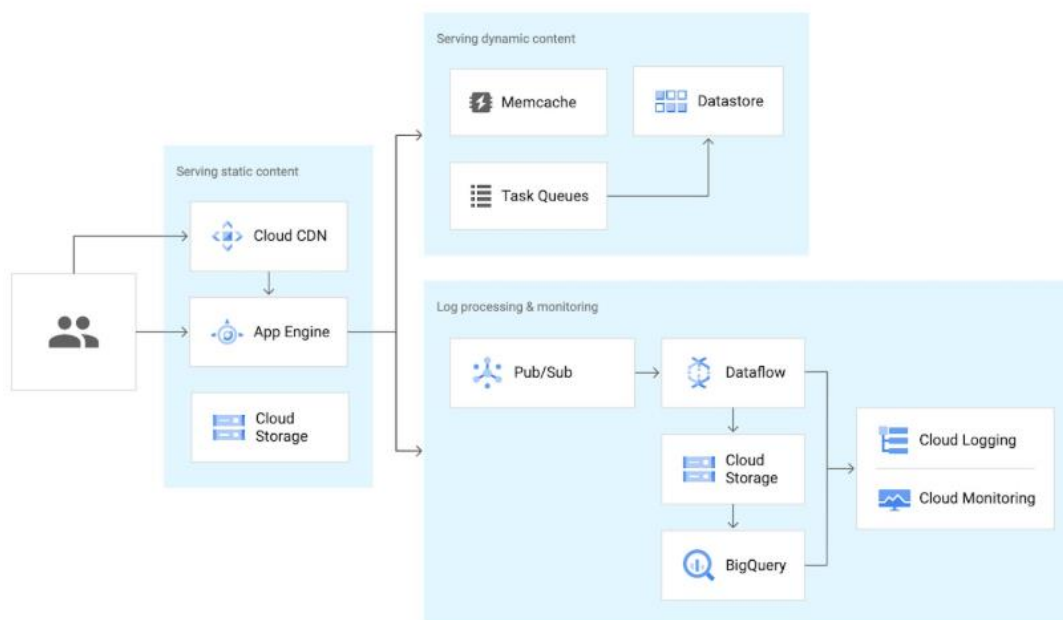 Serving dynamic content
Memcache
Datastore
Task Queues
Serving static content
Cloud CDN
App Engine
Cloud
Storage
Log processing & monitoring
Pub/Sub
Dataflow
Cloud
Storage
BigQuery
Cloud Logging
Cloud Monitoring